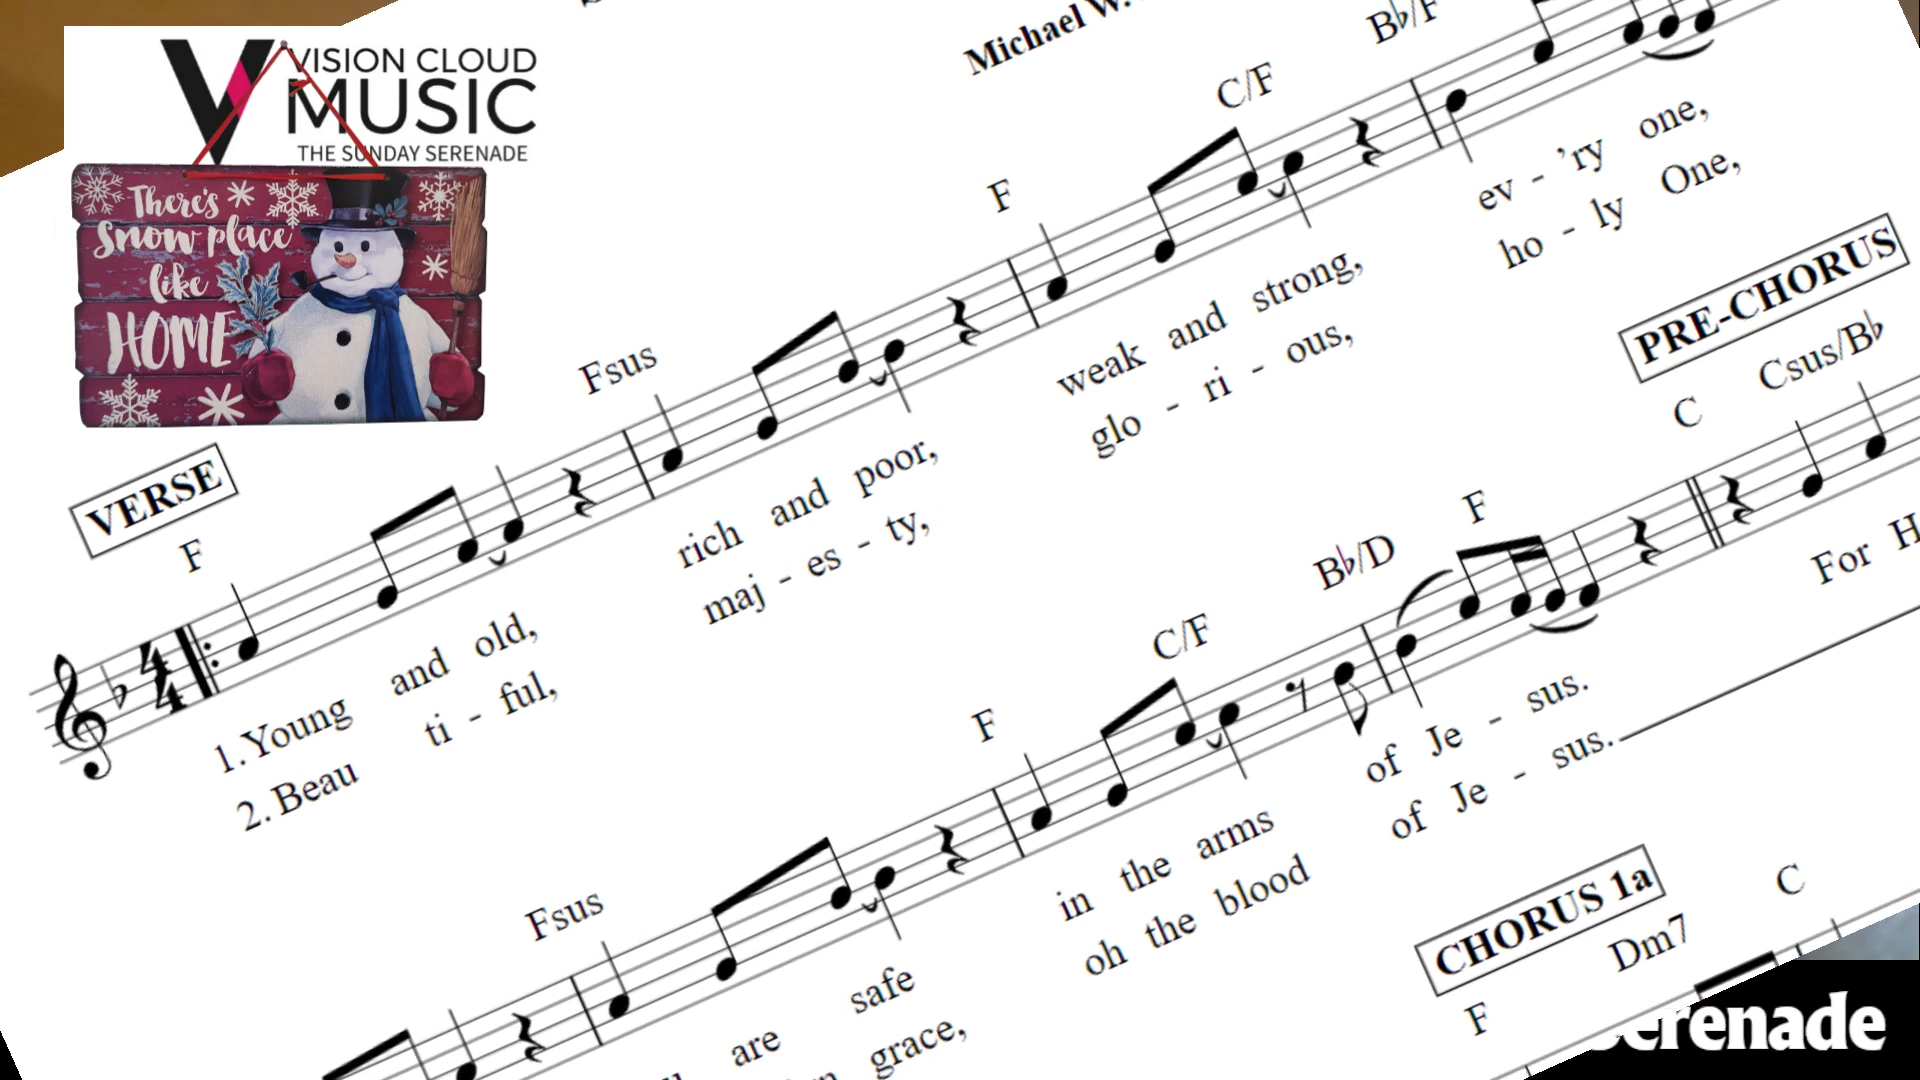 VISION CLOUD
MUSIC
THE SUNDAY SERENADE
There's
Snow place
like
HOME
Michael W.
VERSE
F Fsus F C/F B♭/F
1.Young and old, rich and poor, weak and strong, ev - 'ry one,
2. Beau ti - ful, maj - es - ty, glo - ri - ous, ho - ly One,
PRE-CHORUS
Fsus F C/F B♭/D F C Csus/B♭
are safe in the arms of Je - sus. For
grace, oh the blood of Je - sus.
CHORUS 1a
F Dm7 C
serenade